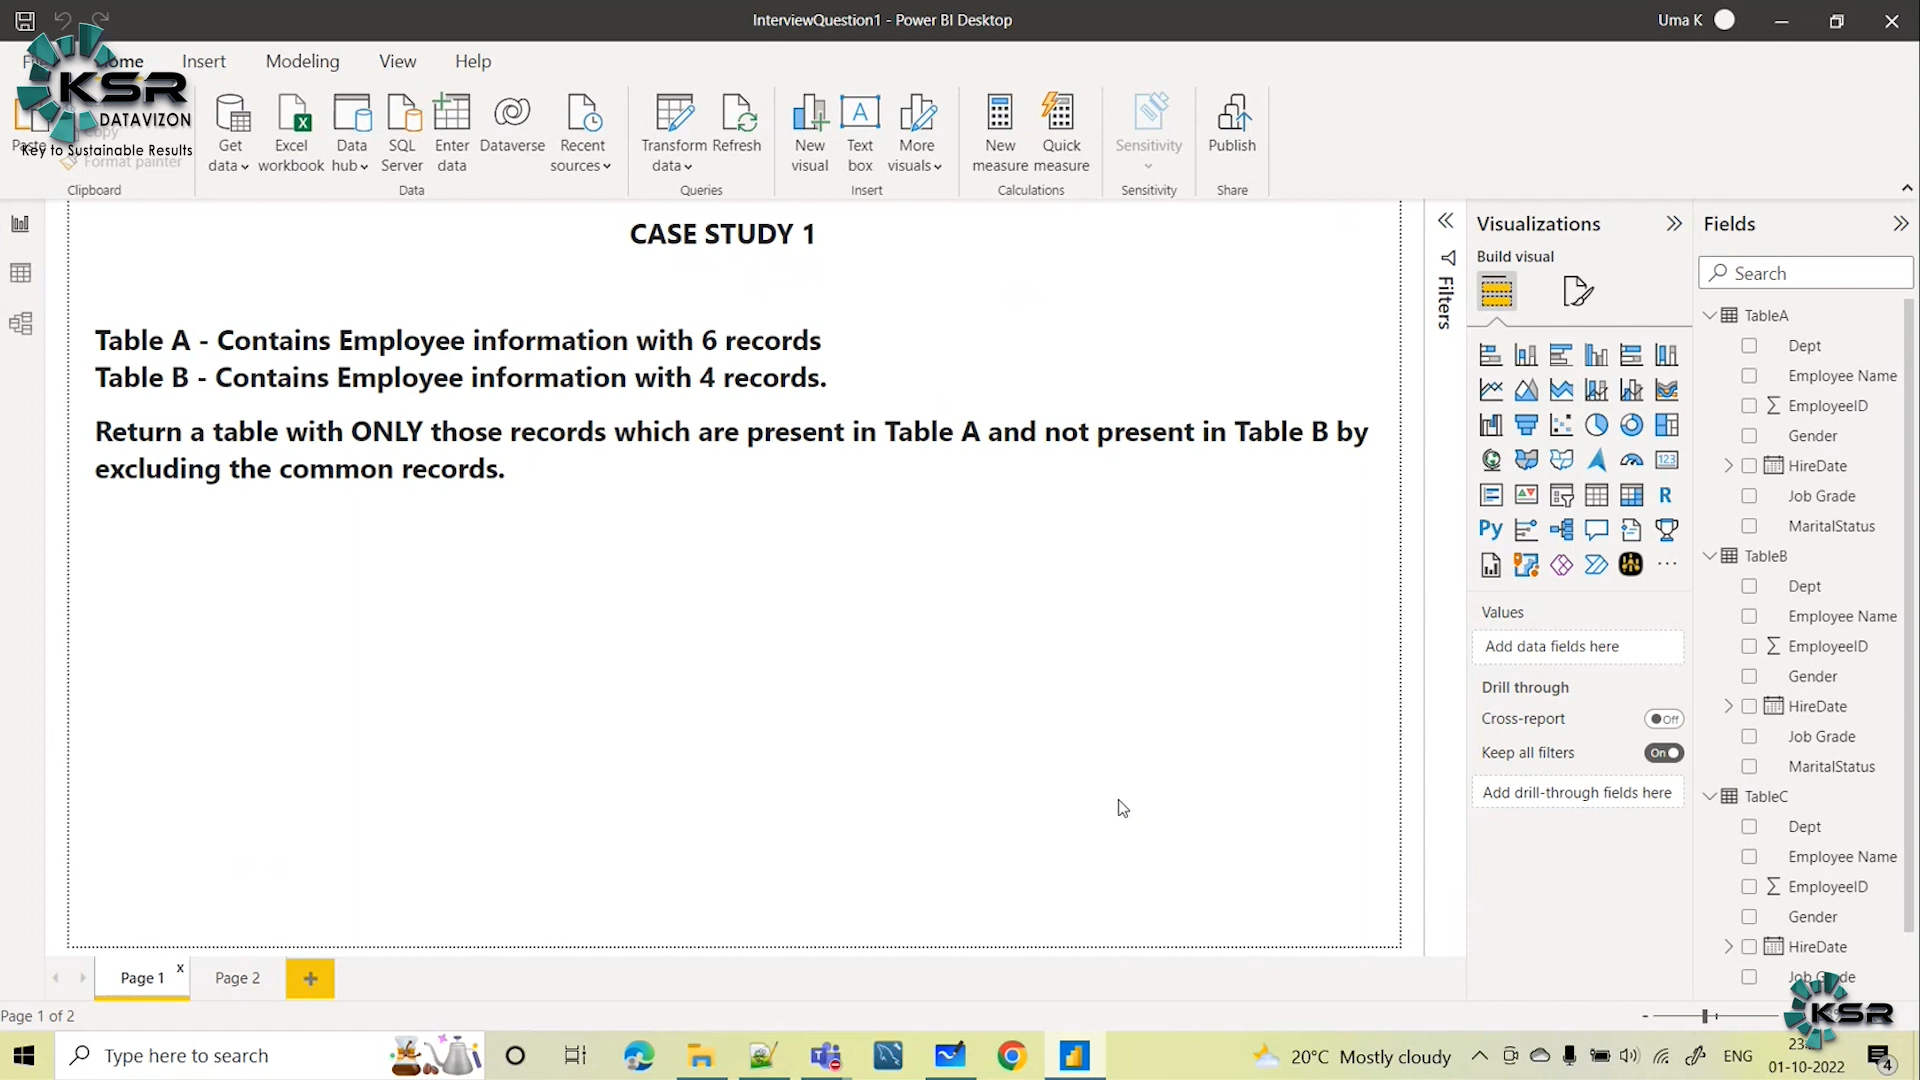 InterviewQuestion1 - Power BI Desktop
Uma K
Home
Insert
Modeling
View
Help
KSR
DATAVIZON
Key to Sustainable Results
Paste
Copy
Format painter
Get data
Excel workbook
Data hub
SQL Server
Enter data
Dataverse
Recent sources
Transform data
Refresh
New visual
A
Text box
More visuals
New measure
Quick measure
Sensitivity
Publish
Clipboard
Data
Queries
Insert
Calculations
Sensitivity
Share
CASE STUDY 1
Table A - Contains Employee information with 6 records
Table B - Contains Employee information with 4 records.
Return a table with ONLY those records which are present in Table A and not present in Table B by
excluding the common records.
Filters
Visualizations
Build visual
123
R
Py
Values
Add data fields here
Drill through
Cross-report
Off
Keep all filters
On
Add drill-through fields here
Fields
Search
TableA
Dept
Employee Name
EmployeeID
Gender
HireDate
Job Grade
MaritalStatus
TableB
Dept
Employee Name
EmployeeID
Gender
HireDate
Job Grade
MaritalStatus
TableC
Dept
Employee Name
EmployeeID
Gender
HireDate
Job Grade
KSR
Page 1
x
Page 2
Page 1 of 2
Type here to search
20°C Mostly cloudy
ENG
01-10-2022
4